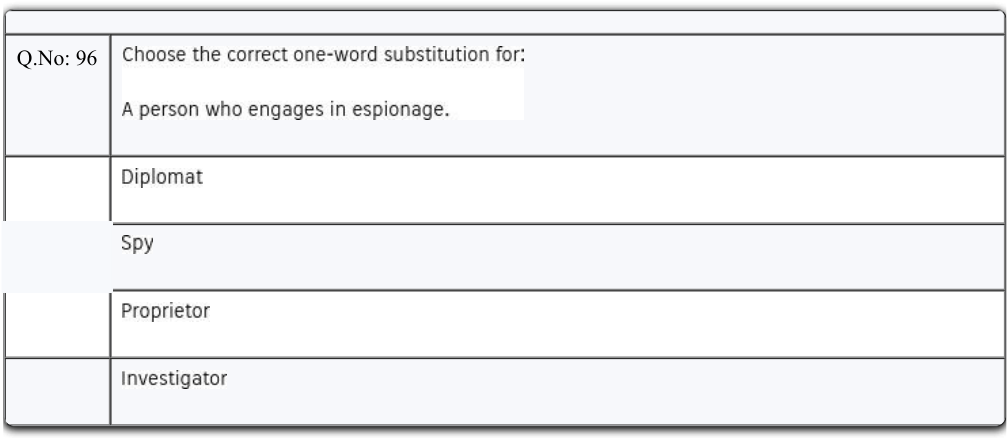 Q.No: 96
Choose the correct one-word substitution for:
A person who engages in espionage.
Diplomat
Spy
Proprietor
Investigator